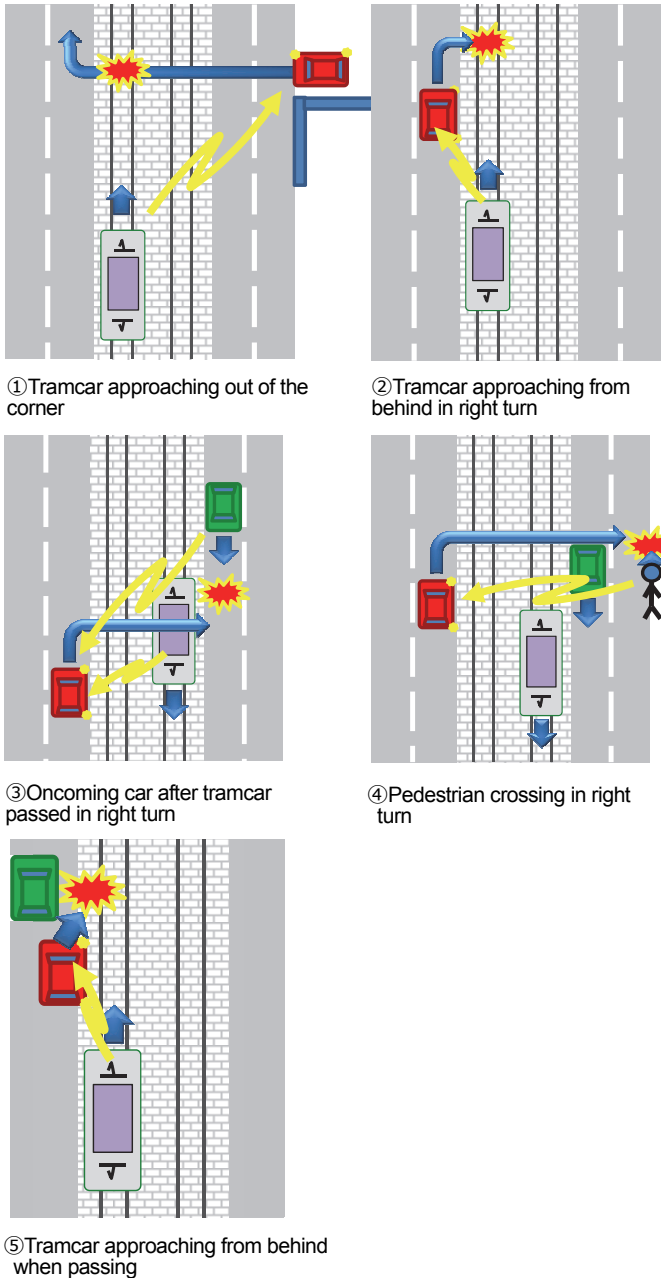 ①Tramcar approaching out of the
corner
②Tramcar approaching from
behind in right turn
③Oncoming car after tramcar
passed in right turn
④Pedestrian crossing in right
turn
⑤Tramcar approaching from behind
when passing